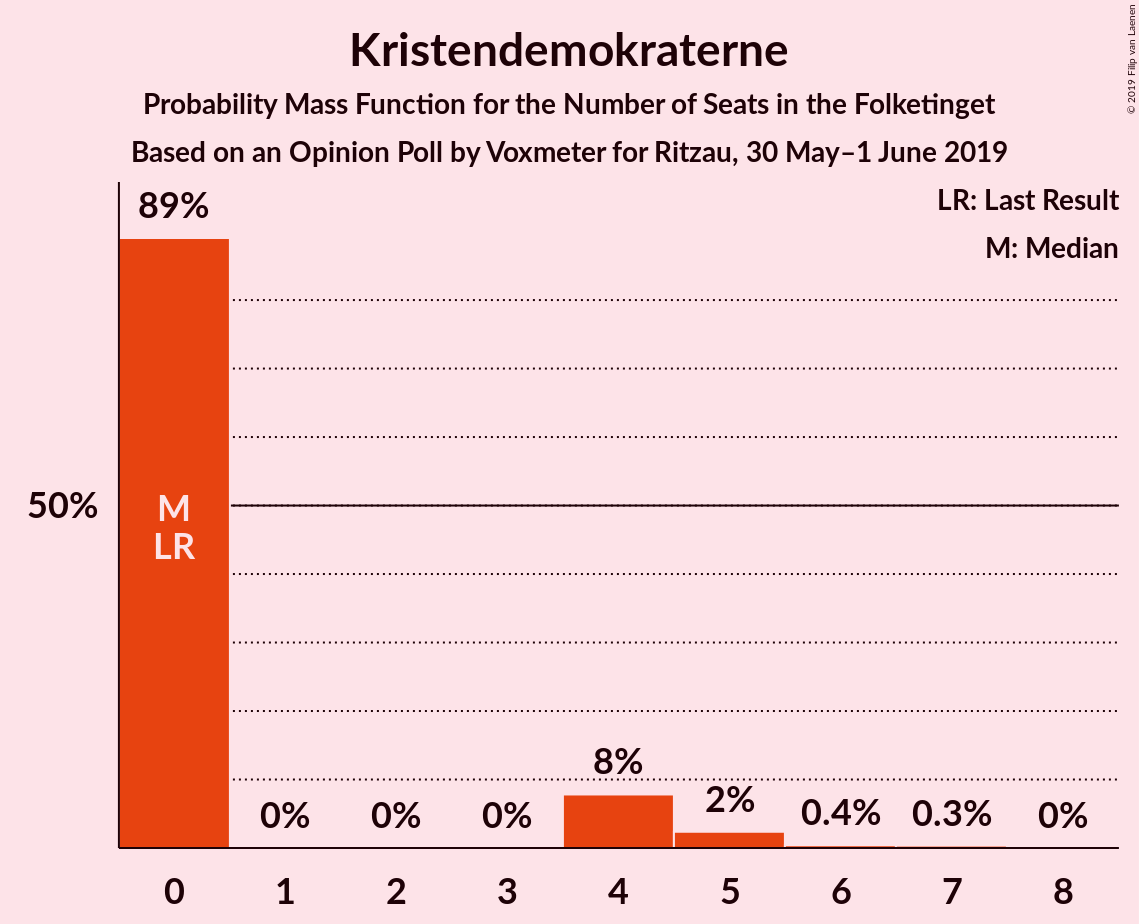 Kristendemokraterne
Probability Mass Function for the Number of Seats in the Folketinget
Based on an Opinion Poll by Voxmeter for Ritzau, 30 May–1 June 2019
© 2019 Filip van Laenen
LR: Last Result
M: Median
89%
50%
M
LR
0%
0%
0%
8%
2%
0.4%
0.3%
0%
0
1
2
3
4
5
6
7
8